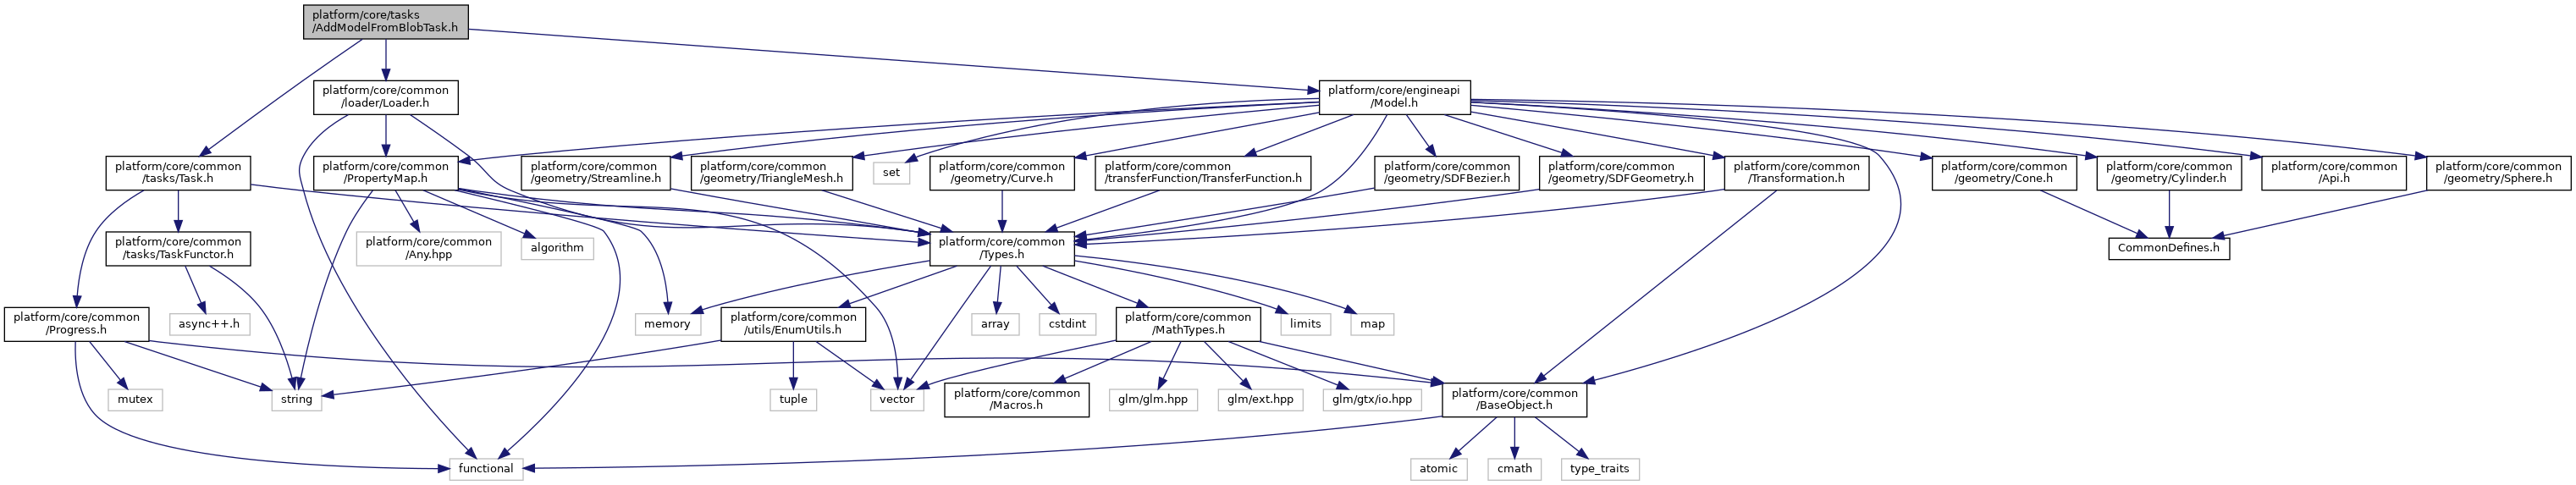 platform/core/tasks
/AddModelFromBlobTask.h
platform/core/common
/loader/Loader.h
platform/core/engineapi
/Model.h
platform/core/common
/tasks/Task.h
platform/core/common
/PropertyMap.h
platform/core/common
/geometry/Streamline.h
platform/core/common
/geometry/TriangleMesh.h
set
platform/core/common
/geometry/Curve.h
platform/core/common
/transferFunction/TransferFunction.h
platform/core/common
/geometry/SDFBezier.h
platform/core/common
/geometry/SDFGeometry.h
platform/core/common
/Transformation.h
platform/core/common
/geometry/Cone.h
platform/core/common
/geometry/Cylinder.h
platform/core/common
/Api.h
platform/core/common
/geometry/Sphere.h
platform/core/common
/tasks/TaskFunctor.h
platform/core/common
/Any.hpp
algorithm
platform/core/common
/Types.h
CommonDefines.h
platform/core/common
/Progress.h
async++.h
memory
platform/core/common
/utils/EnumUtils.h
array
cstdint
platform/core/common
/MathTypes.h
limits
map
mutex
string
tuple
vector
platform/core/common
/Macros.h
glm/glm.hpp
glm/ext.hpp
glm/gtx/io.hpp
platform/core/common
/BaseObject.h
functional
atomic
cmath
type_traits